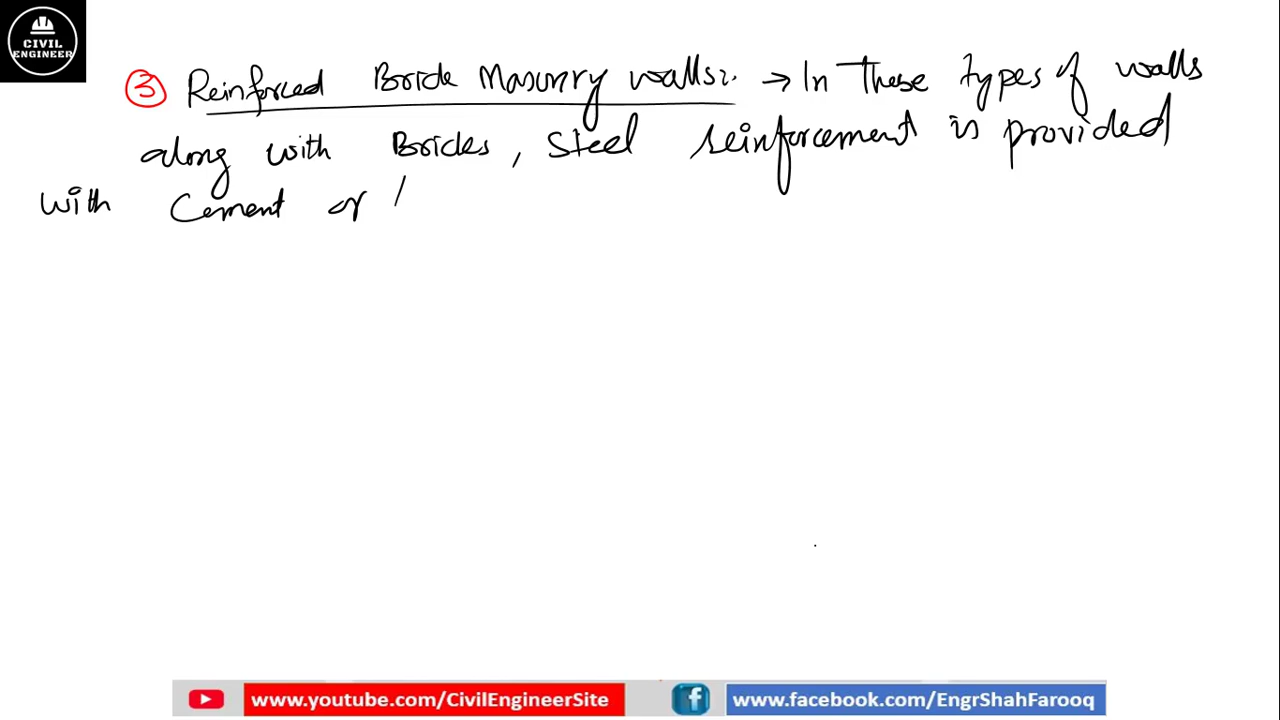 CIVIL
ENGINEER
③ Reinforced Brick Masonry walls:. → In these types of walls
along with Bricks, Steel reinforcement is provided
with Cement or
www.youtube.com/CivilEngineerSite
www.facebook.com/EngrShahFarooq